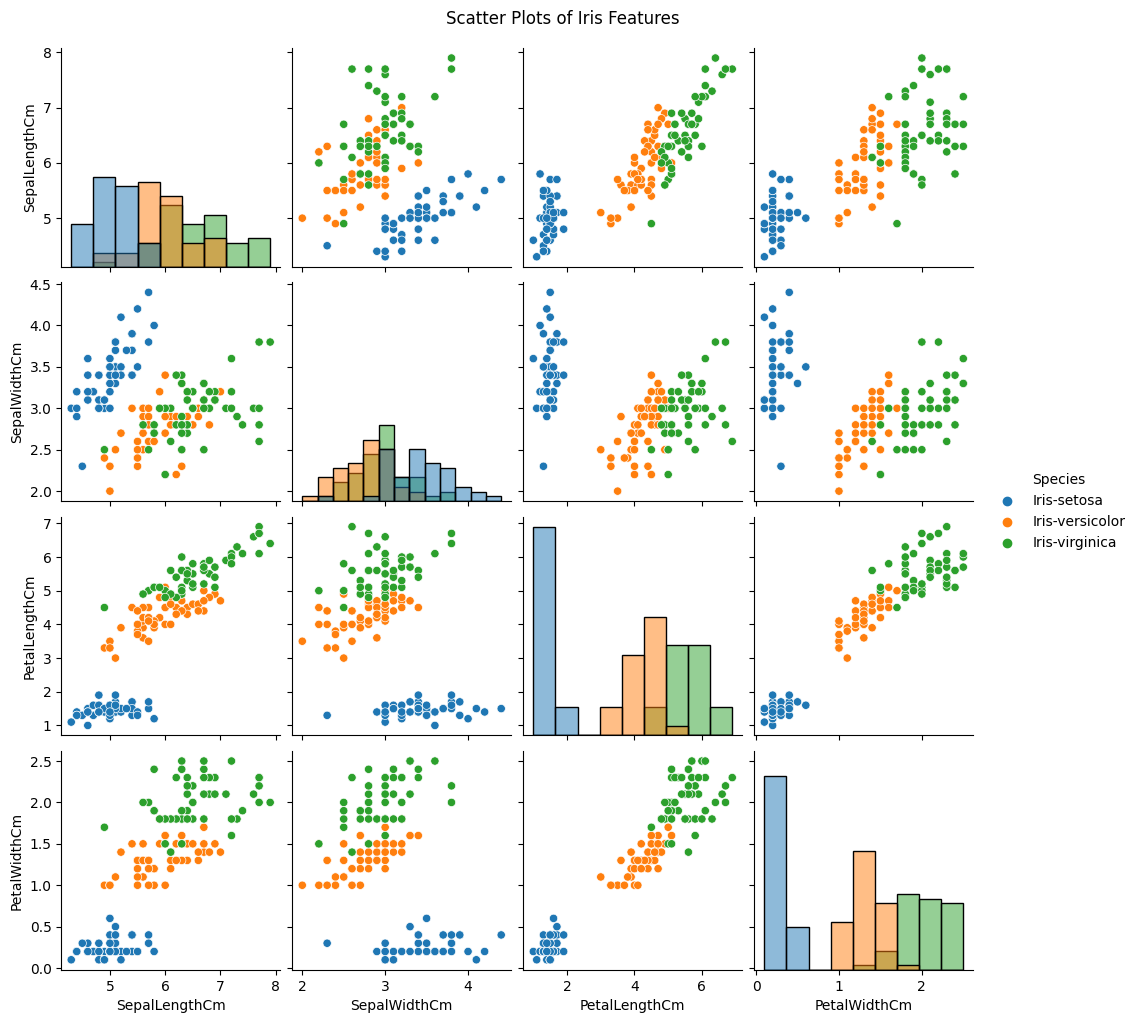 Scatter Plots of Iris Features
8
7
6
5
SepalLengthCm
4.5
4.0
3.5
3.0
2.5
2.0
SepalWidthCm
Species
Iris-setosa
Iris-versicolor
Iris-virginica
7
6
5
4
3
2
1
PetalLengthCm
2.5
2.0
1.5
1.0
0.5
0.0
PetalWidthCm
5 6 7 8 2 3 4 2 4 6 0 1 2
SepalLengthCm SepalWidthCm PetalLengthCm PetalWidthCm